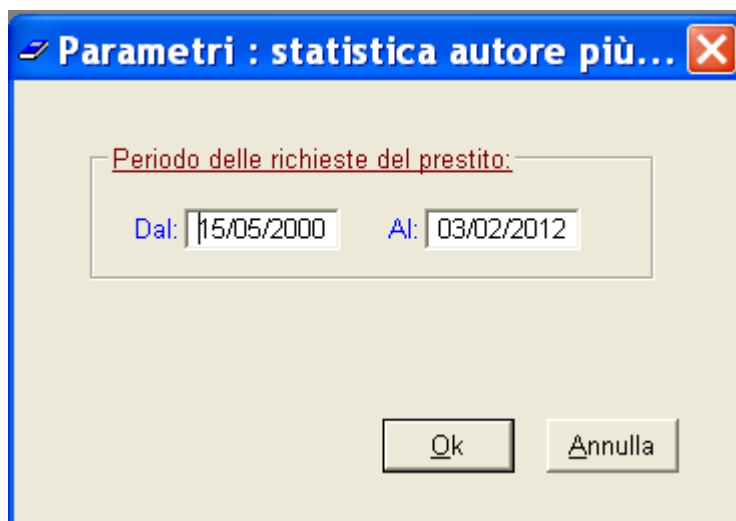 Parametri : statistica autore più...
Periodo delle richieste del prestito:
Dal: 15/05/2000 Al: 03/02/2012
Ok Annulla